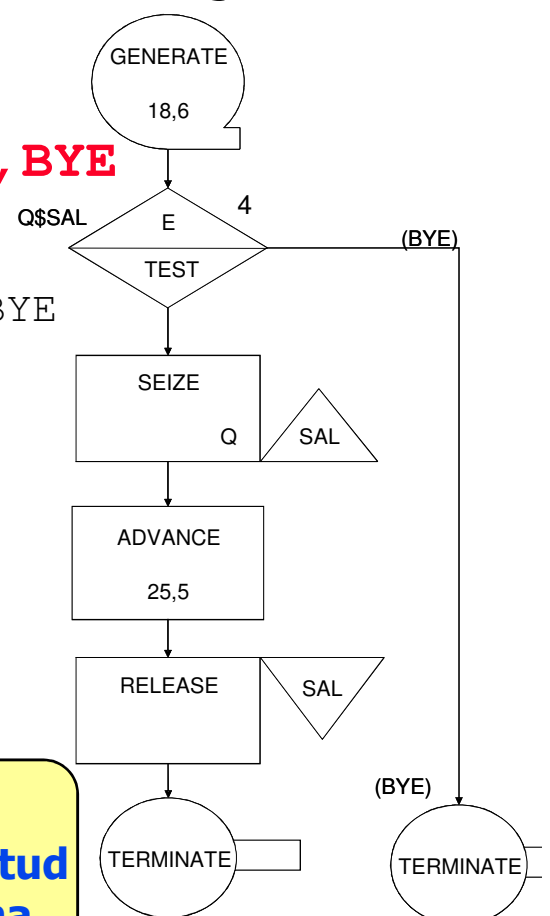 GENERATE
18,6
,BYE
Q$SAL
E
4
TEST
(BYE)
BYE
SEIZE
Q
SAL
ADVANCE
25,5
RELEASE
SAL
(BYE)
TERMINATE
TERMINATE
tud